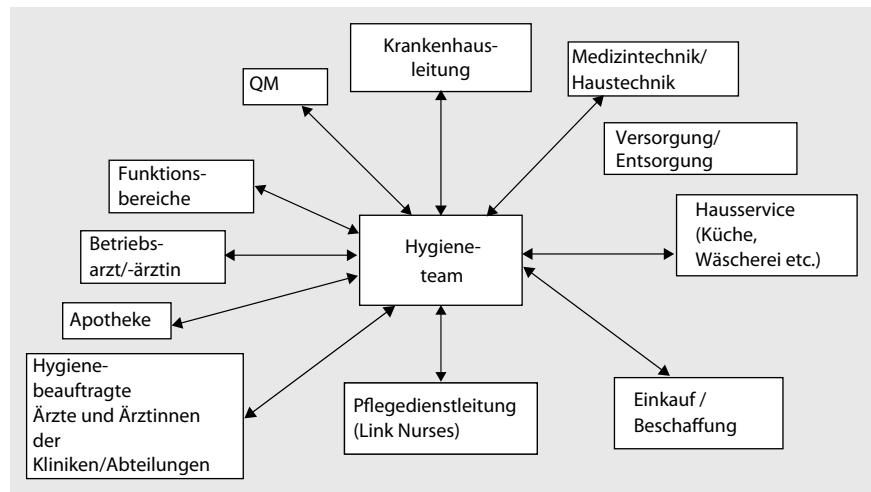 Krankenhaus-
leitung
Medizintechnik/
Haustechnik
QM
Versorgung/
Entsorgung
Funktions-
bereiche
Hausservice
(Küche,
Wäscherei etc.)
Betriebs-
arzt/-ärztin
Hygiene-
team
Apotheke
Hygiene-
beauftragte
Ärzte und Ärztinnen
der
Kliniken/Abteilungen
Pflegedienstleitung
(Link Nurses)
Einkauf /
Beschaffung